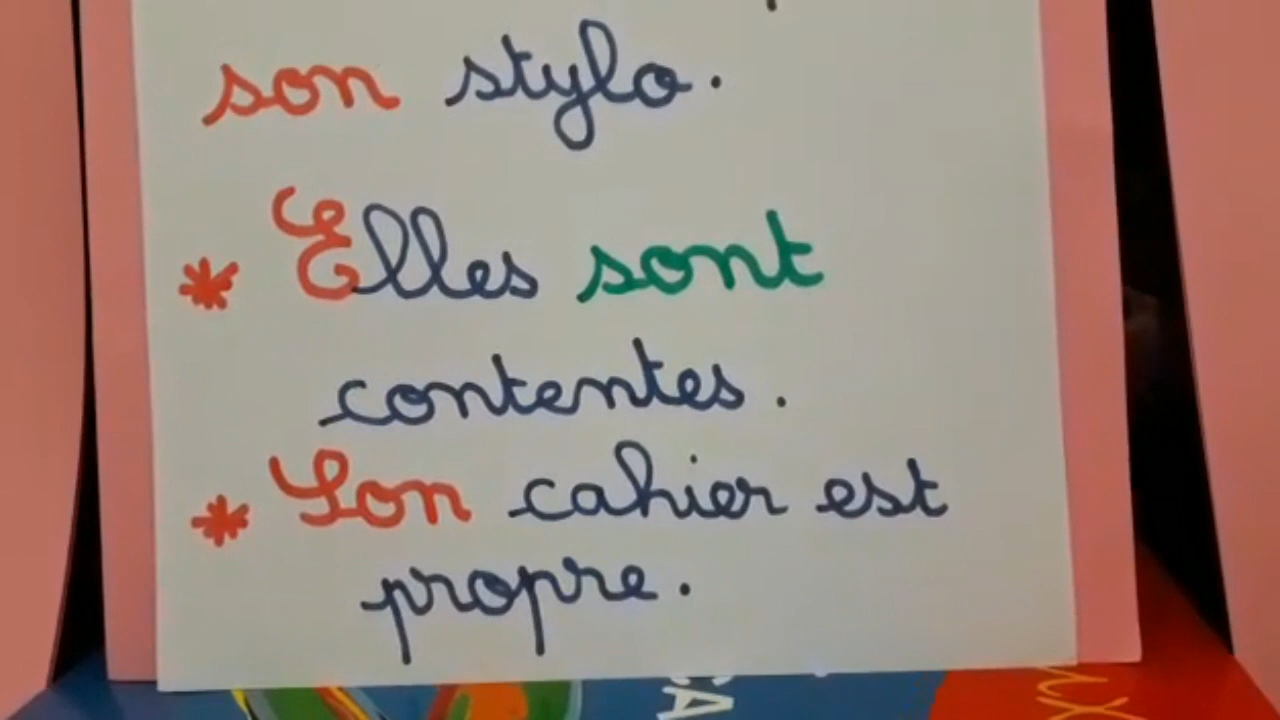 son stylo.
* Elles sont
contentes.
* Son cahier est
propre.